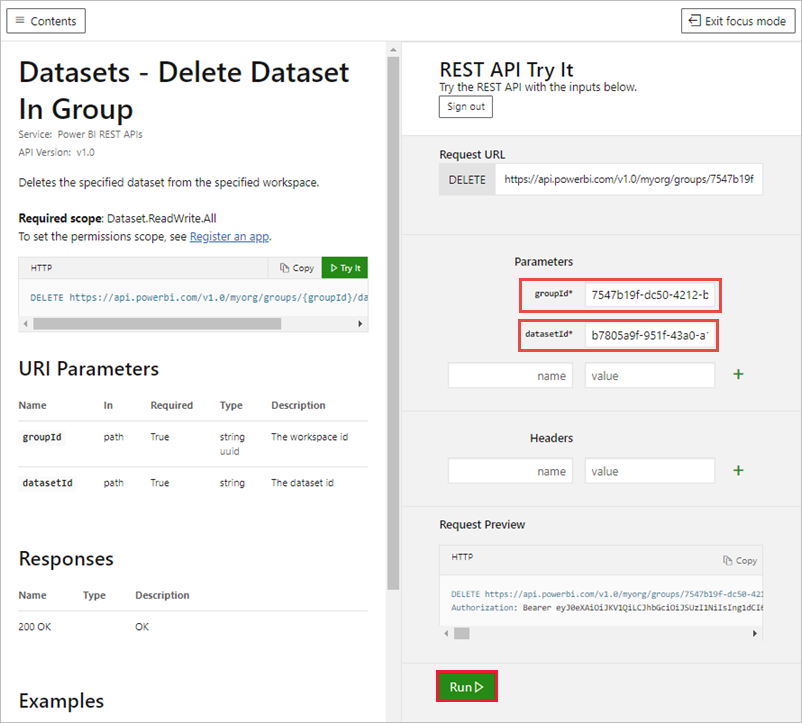 Contents
Exit focus mode
Datasets - Delete Dataset
In Group
Service: Power BI REST APIs
API Version: v1.0
Deletes the specified dataset from the specified workspace.
Required scope: Dataset.ReadWrite.All
To set the permissions scope, see Register an app.
HTTP
Copy
Try It
DELETE https://api.powerbi.com/v1.0/myorg/groups/{groupId}/da
URI Parameters
Name In Required Type Description
groupId path True string The workspace id
uuid
datasetId path True string The dataset id
Responses
Name Type Description
200 OK OK
Examples
REST API Try It
Try the REST API with the inputs below.
Sign out
Request URL
DELETE https://api.powerbi.com/v1.0/myorg/groups/7547b19f
Parameters
groupId* 7547b19f-dc50-4212-b
datasetId* b7805a9f-951f-43a0-a
name value +
Headers
name value +
Request Preview
HTTP
Copy
DELETE https://api.powerbi.com/v1.0/myorg/groups/7547b19f-dc50-421
Authorization: Bearer eyJ0eXAiOiJKV1QiLCJhbGciOiJSUzI1NiIsIng1dCI6
Run